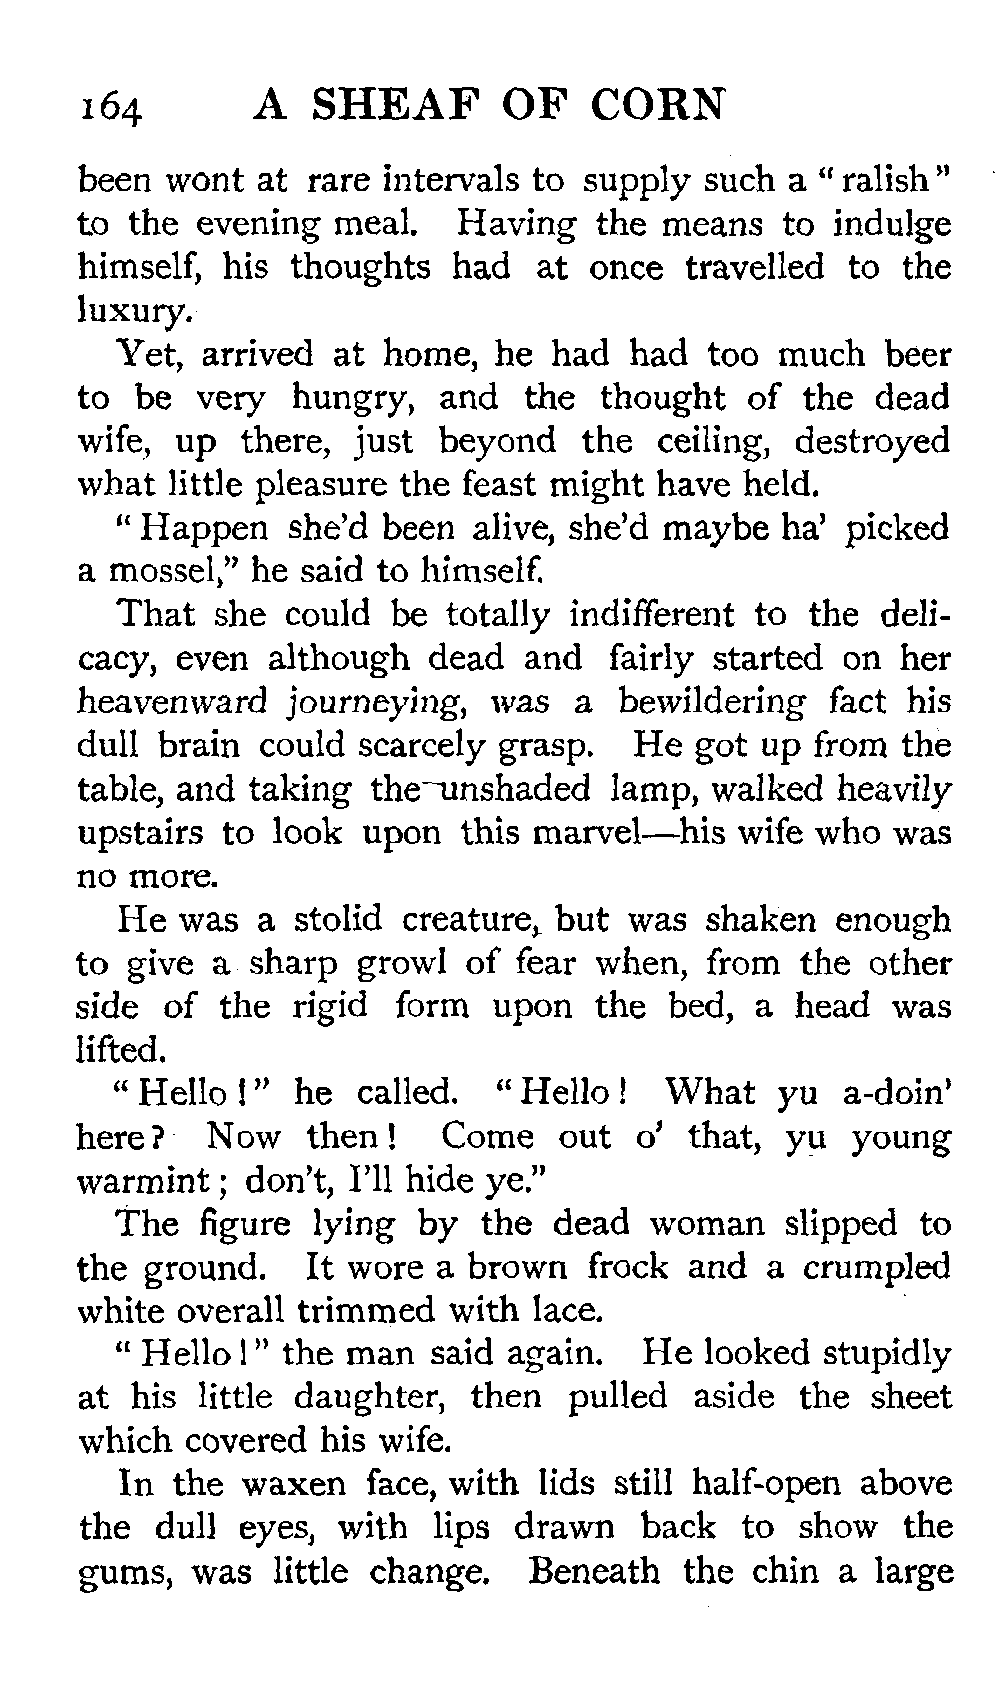 164 A SHEAF OF CORN
been wont at rare intervals to supply such a “ ralish ”
to the evening meal. Having the means to indulge
himself, his thoughts had at once travelled to the
luxury.
Yet, arrived at home, he had had too much beer
to be very hungry, and the thought of the dead
wife, up there, just beyond the ceiling, destroyed
what little pleasure the feast might have held.
“ Happen she’d been alive, she’d maybe ha’ picked
a mossel,” he said to himself.
That she could be totally indifferent to the deli-
cacy, even although dead and fairly started on her
heavenward journeying, was a bewildering fact his
dull brain could scarcely grasp. He got up from the
table, and taking the unshaded lamp, walked heavily
upstairs to look upon this marvel—his wife who was
no more.
He was a stolid creature, but was shaken enough
to give a sharp growl of fear when, from the other
side of the rigid form upon the bed, a head was
lifted.
“ Hello ! ” he called. “ Hello ! What yu a-doin’
here ? Now then ! Come out o’ that, yu young
warmint ; don’t, I’ll hide ye.”
The figure lying by the dead woman slipped to
the ground. It wore a brown frock and a crumpled
white overall trimmed with lace.
“ Hello ! ” the man said again. He looked stupidly
at his little daughter, then pulled aside the sheet
which covered his wife.
In the waxen face, with lids still half-open above
the dull eyes, with lips drawn back to show the
gums, was little change. Beneath the chin a large